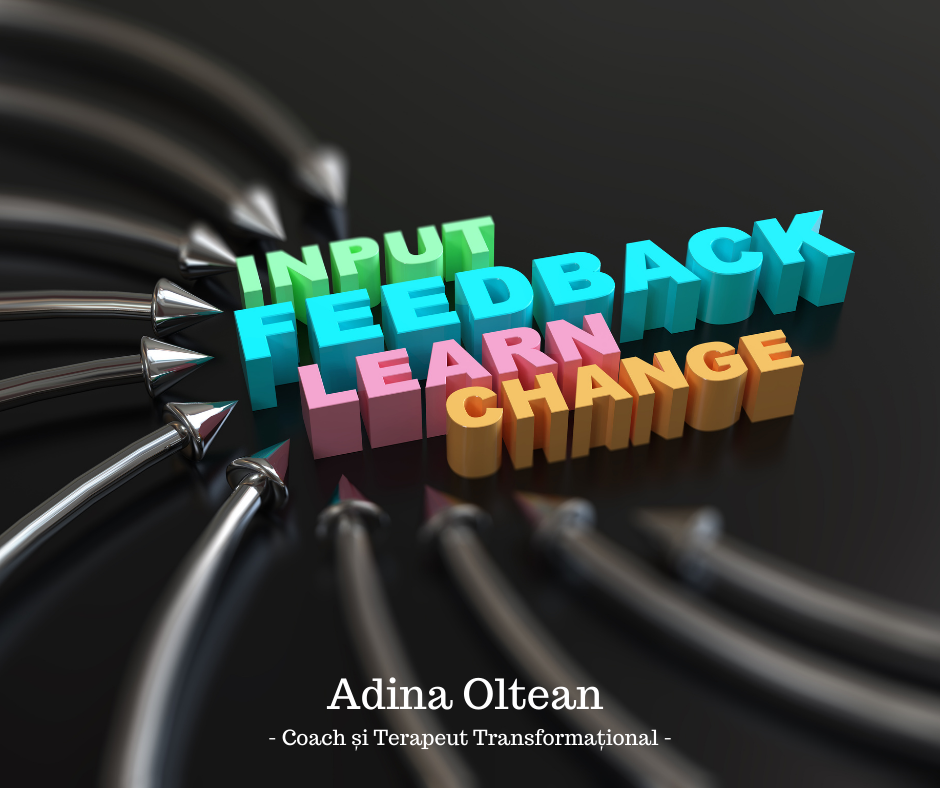 INPUT
FEEDBACK
LEARN
CHANGE
Adina Oltean
- Coach și Terapeut Transformațional -